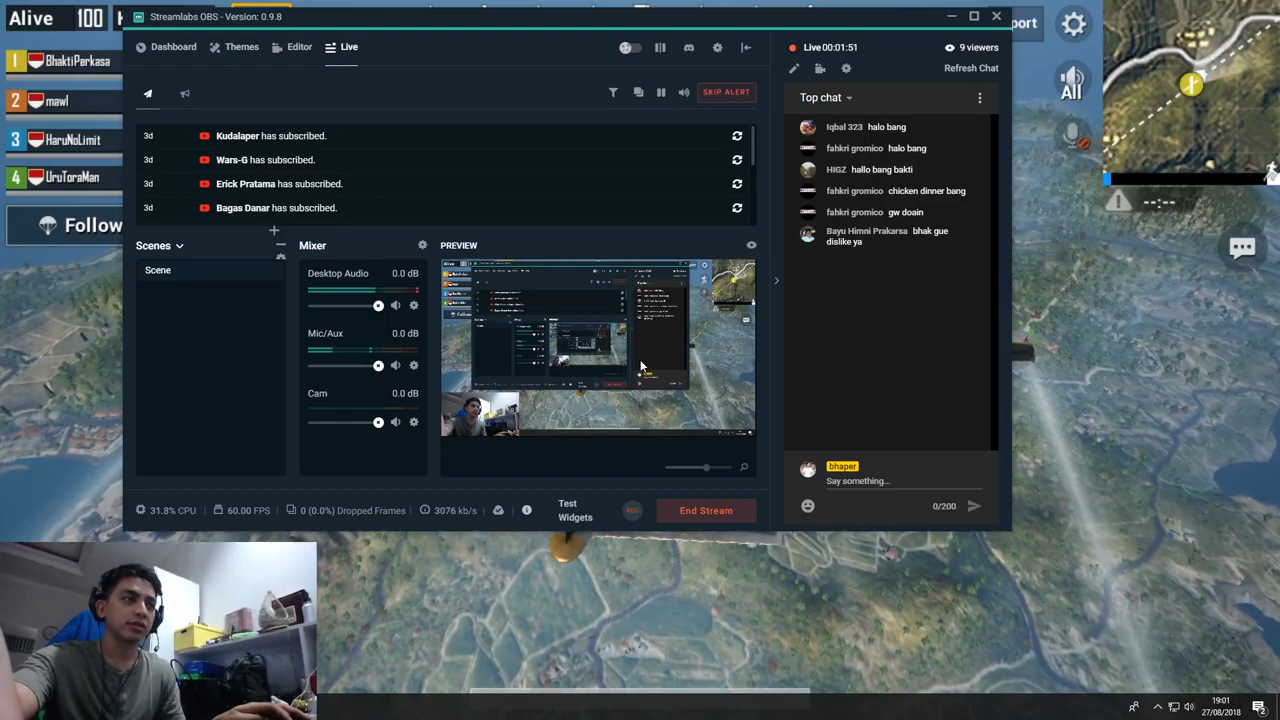 Alive 100
1 BhaktiPerkasa
2 mawl
3 HaruNoLimit
4 UruToraMan
Follow
Streamlabs OBS - Version: 0.9.8
Dashboard Themes Editor Live
SKIP ALERT
3d Kudalaper has subscribed.
3d Wars-G has subscribed.
3d Erick Pratama has subscribed.
3d Bagas Danar has subscribed.
Scenes
Scene
Mixer
Desktop Audio 0.0 dB
Mic/Aux 0.0 dB
Cam 0.0 dB
PREVIEW
31.8% CPU 60.00 FPS 0 (0.0%) Dropped Frames 3076 kb/s
Test
Widgets
REC
End Stream
Live 00:01:51 9 viewers
Refresh Chat
Top chat
Iqbal 323 halo bang
fahkri gromico halo bang
HIGZ hallo bang bakti
fahkri gromico chicken dinner bang
fahkri gromico gw doain
Bayu Himni Prakarsa bhak gue
dislike ya
bhaper
Say something...
0/200
port
All
--:--
19:01
27/08/2018
2